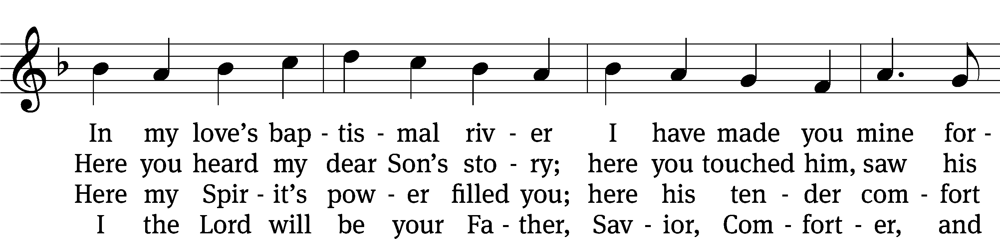 In my love’s bap - tis - mal riv - er I have made you mine for -
Here you heard my dear Son’s sto - ry; here you touched him, saw his
Here my Spir - it’s pow - er filled you; here his ten - der com - fort
I the Lord will be your Fa - ther, Sav - ior, Com - fort - er, and